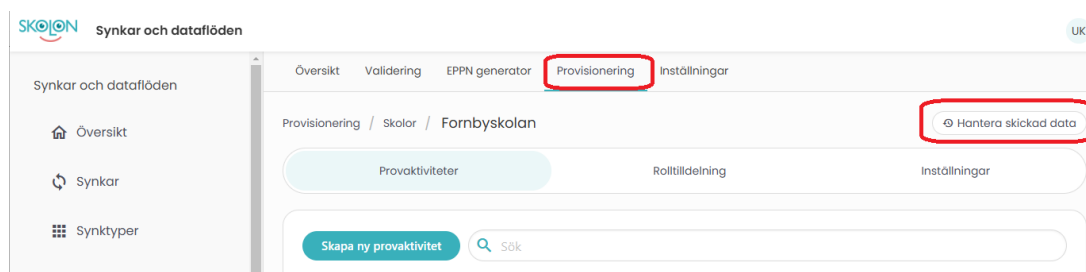 SKOLON Synkar och dataflöden UK
Översikt Validering EPPN generator Provisionering Inställningar
Synkar och dataflöden
Provisionering / Skolor / Fornbyskolan Hantera skickad data
Översikt
Provaktiviteter Rolltilldelning Inställningar
Synkar
Synktyper
Skapa ny provaktivitet Sök